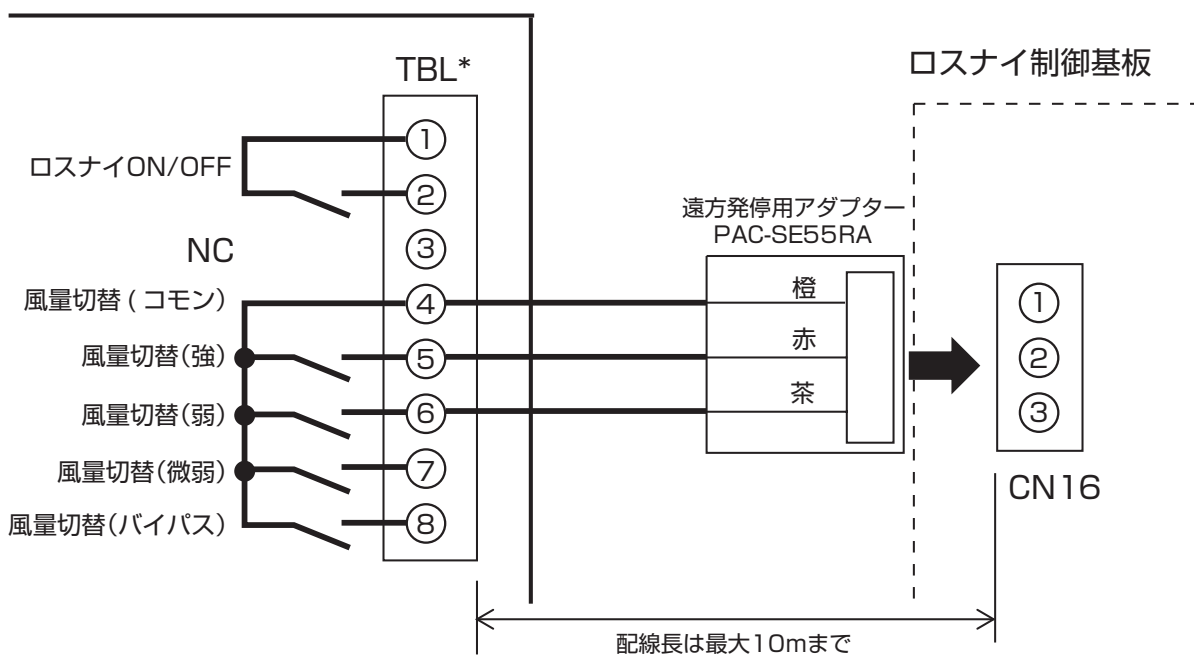 TBL*
ロスナイ制御基板
①
ロスナイON/OFF
②
遠方発停用アダプター
PAC-SE55RA
NC
③
風量切替(コモン)
④
橙
①
風量切替(強)
⑤
赤
②
風量切替(弱)
⑥
茶
③
風量切替(微弱)
⑦
CN16
風量切替(バイパス)
⑧
配線長は最大10mまで